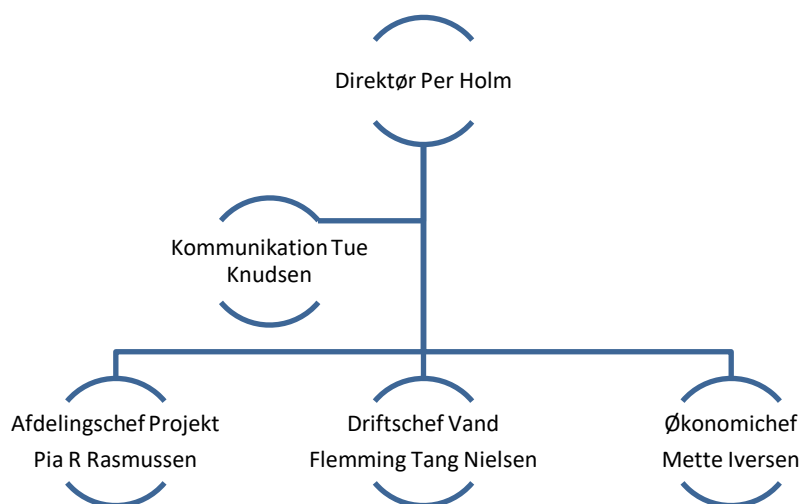 Direktør Per Holm
Kommunikation Tue
Knudsen
Afdelingschef Projekt
Pia R Rasmussen
Driftschef Vand
Flemming Tang Nielsen
Økonomichef
Mette Iversen